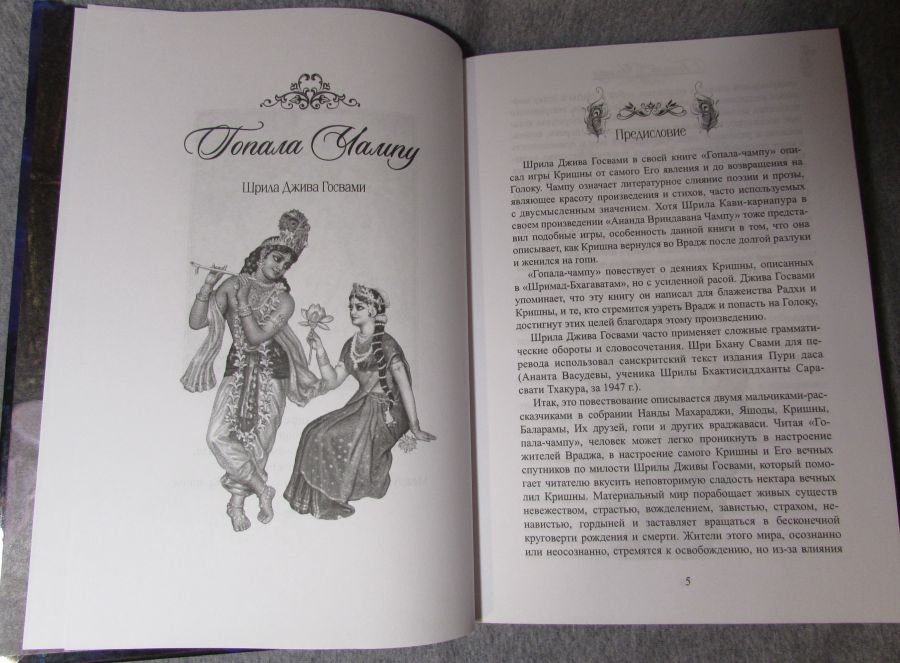 Гопала Чампу
Шрила Джива Госвами
Предисловие
Шрила Джива Госвами в своей книге «Гопала-чампу» опи-
сал игры Кришны от самого Его явления и до возвращения на
Голоку. Чампу означает литературное слияние поэзии и прозы,
являющее красоту произведения и стихов, часто используемых
с двусмысленным значением. Хотя Шрила Кави-карнапура в
своем произведении «Ананда Вриндавана Чампу» тоже предста-
вил подобные игры, особенность данной книги в том, что она
описывает, как Кришна вернулся во Врадж после долгой разлуки
и женился на гопи.
«Гопала-чампу» повествует о деяниях Кришны, описанных
в «Шримад-Бхагаватам», но с усиленной расой. Джива Госвами
упоминает, что эту книгу он написал для блаженства Радхи и
Кришны, и те, кто стремится узреть Врадж и попасть на Голоку,
достигнут этих целей благодаря этому произведению.
Шрила Джива Госвами часто применяет сложные граммати-
ческие обороты и словосочетания. Шри Бхану Свами для пе-
ревода использовал санскритский текст издания Пури даса
(Ананта Васудевы, ученика Шрилы Бхактисиддханты Сара-
свати Тхакура, за 1947 г.).
Итак, это повествование описывается двумя мальчиками-рас-
сказчиками в собрании Нанды Махараджи, Яшоды, Кришны,
Баларамы, Их друзей, гопи и других враджаваси. Читая «Го-
пала-чампу», человек может легко проникнуть в настроение
жителей Враджа, в настроение самого Кришны и Его вечных
спутников по милости Шрилы Дживы Госвами, который помо-
гает читателю вкусить неповторимую сладость нектара вечных
лил Кришны. Материальный мир порабощает живых существ
невежеством, страстью, вожделением, завистью, страхом, не-
навистью, гордыней и заставляет вращаться в бесконечной
круговерти рождения и смерти. Жители этого мира, осознанно
или неосознанно, стремятся к освобождению, но из-за влияния
5